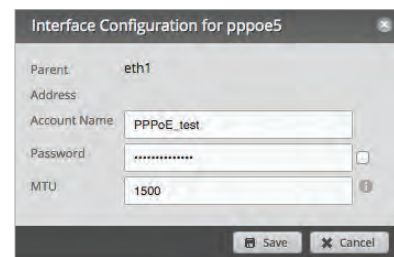 Interface Configuration for pppoe5
Parent eth1
Address
Account Name PPPoE_test
Password ••••••••••••••
MTU 1500
Save Cancel